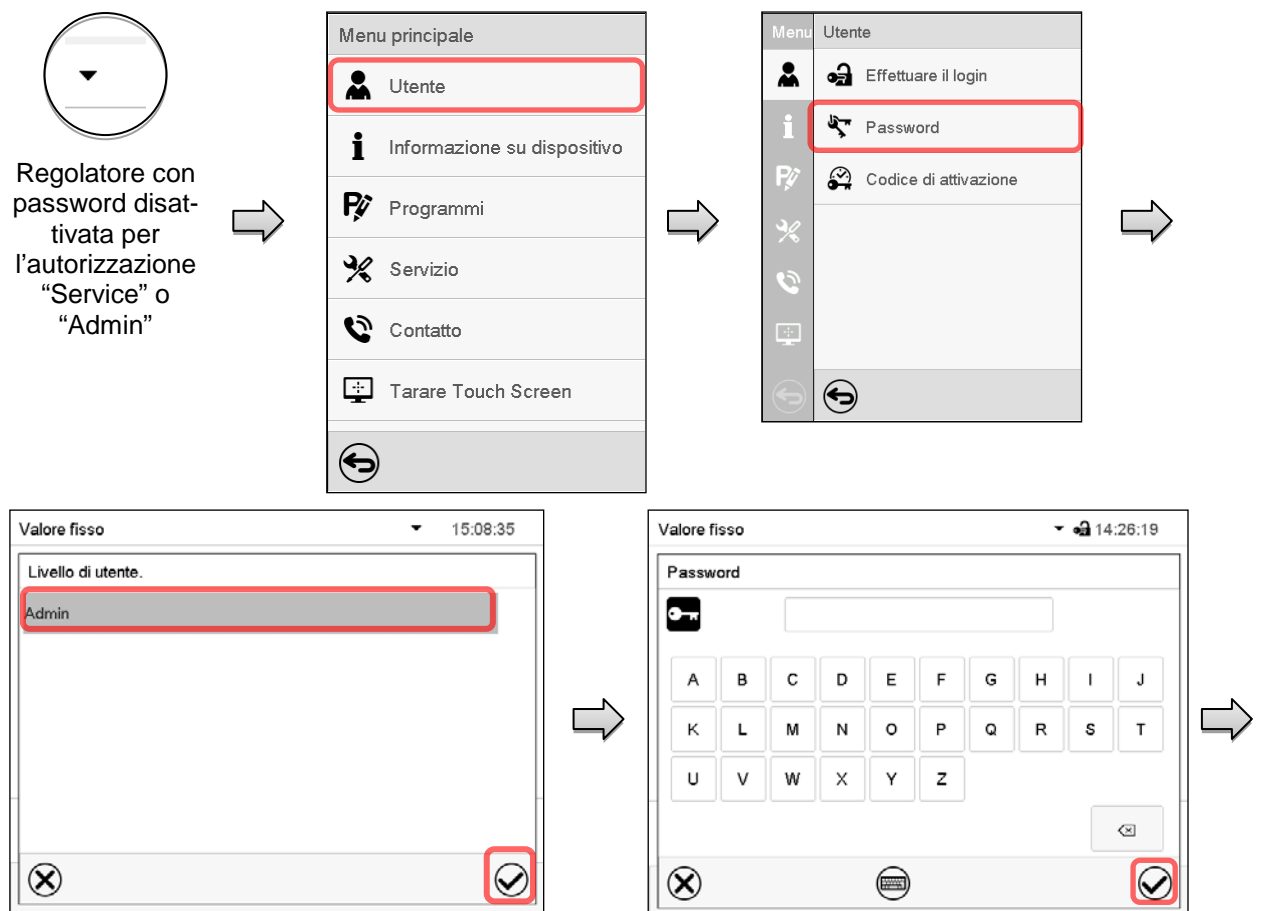 Regolatore con
password disat-
tivata per
l'autorizzazione
“Service” o
“Admin”
Menu principale
Utente
Informazione su dispositivo
Programmi
Servizio
Contatto
Tarare Touch Screen
Menu Utente
Effettuare il login
Password
Codice di attivazione
Valore fisso 15:08:35
Livello di utente.
Admin
Valore fisso 14:26:19
Password
A B C D E F G H I J
K L M N O P Q R S T
U V W X Y Z